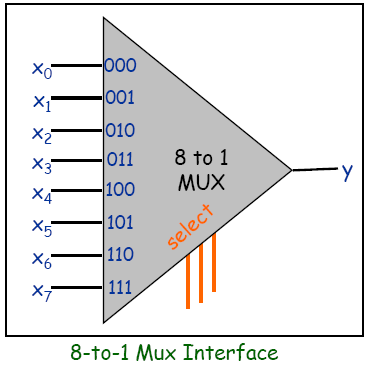 x₀ 000
x₁ 001
x₂ 010
x₃ 011
x₄ 100
x₅ 101
x₆ 110
x₇ 111
8 to 1
MUX
select
y
8-to-1 Mux Interface